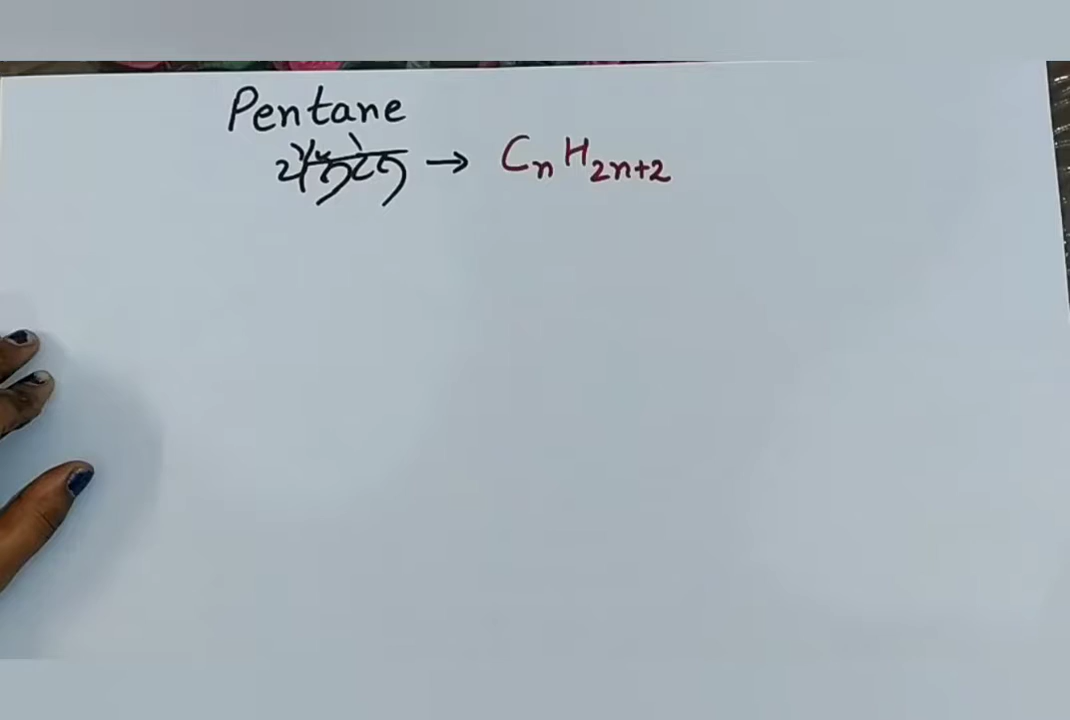 Pentane
→ CₙH₂ₙ₊₂